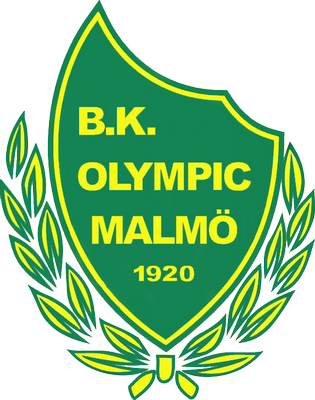 B.K.
OLYMPIC
MALMÖ
1920